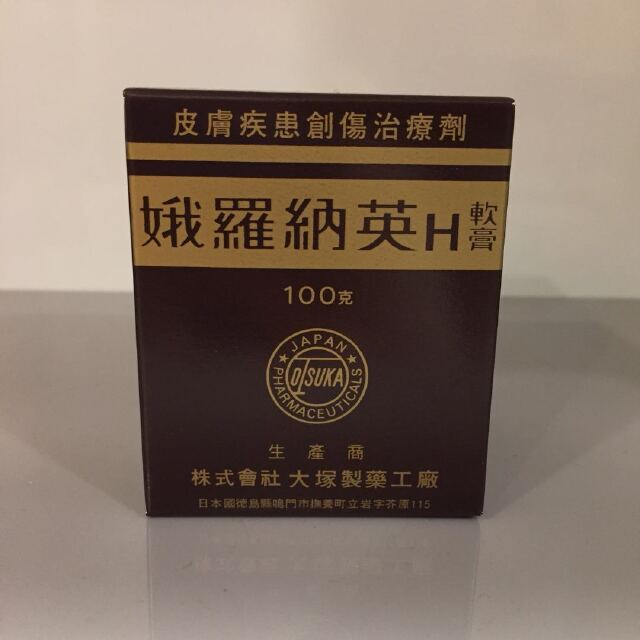 皮膚疾患創傷治療劑
娥羅納英H軟膏
100克
JAPAN
OTSUKA
PHARMACEUTICALS
生產商
株式會社大塚製藥工廠
日本國德島縣鳴門市撫養町立岩字芥原115